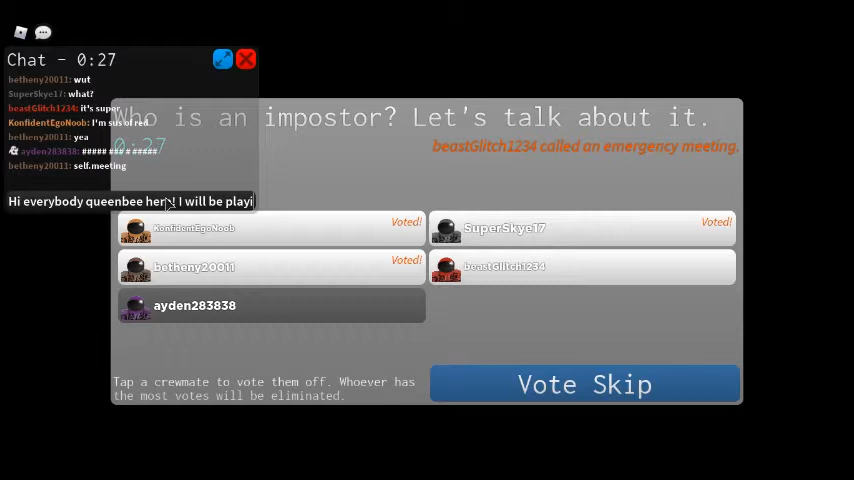 Chat - 0:27
betheny20011: wut
SuperSkye17: what?
beastGlitch1234: it's super
KonfidentEgoNoob: I'm sus of red
betheny20011: yea
ayden283838: ##### ### # #####
betheny20011: self.meeting
Hi everybody queenbee here! I will be playi
Who is an impostor? Let's talk about it.
0:27
beastGlitch1234 called an emergency meeting.
KonfidentEgoNoob Voted!
SuperSkye17 Voted!
betheny20011 Voted!
beastGlitch1234
ayden283838
Tap a crewmate to vote them off. Whoever has
the most votes will be eliminated.
Vote Skip